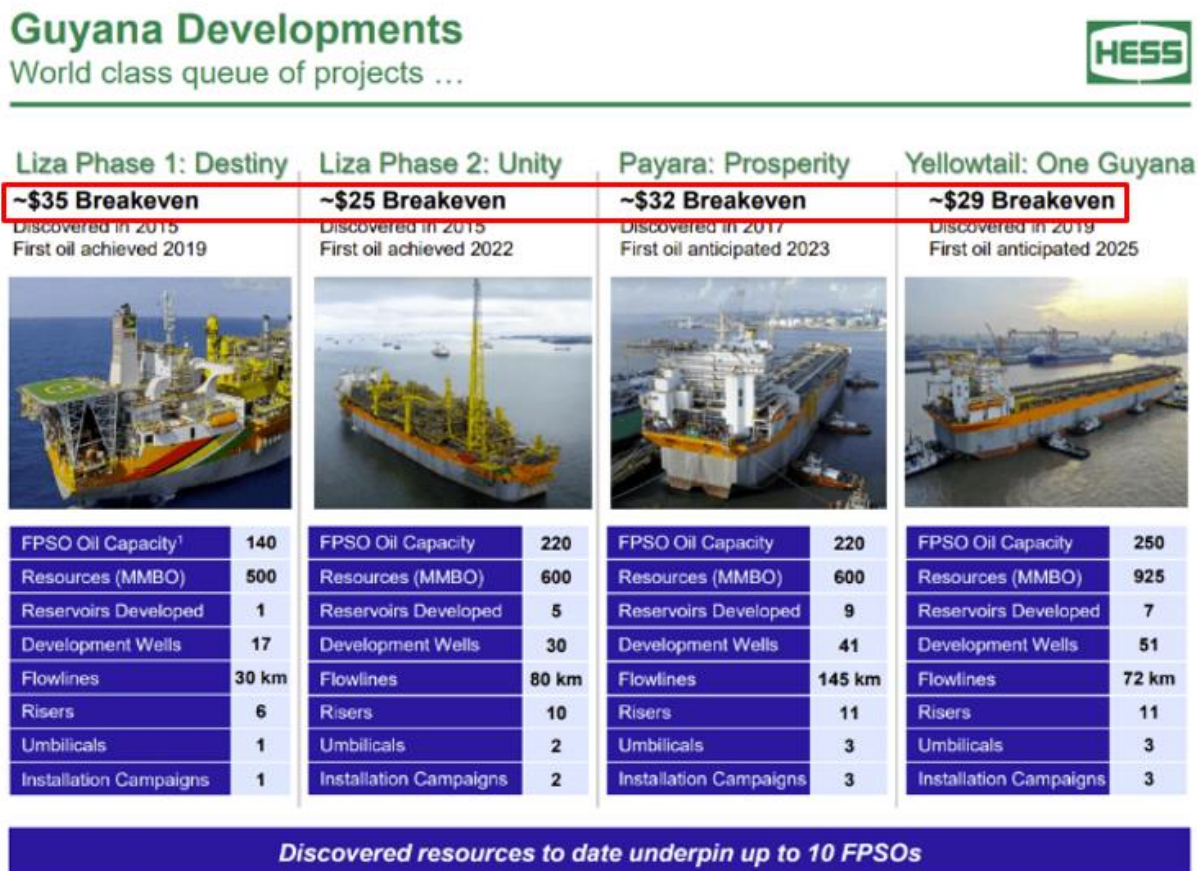 Guyana Developments
World class queue of projects ...
HESS
Liza Phase 1: Destiny
~$35 Breakeven
Discovered in 2015
First oil achieved 2019
FPSO Oil Capacity¹ 140
Resources (MMBO) 500
Reservoirs Developed 1
Development Wells 17
Flowlines 30 km
Risers 6
Umbilicals 1
Installation Campaigns 1
Liza Phase 2: Unity
~$25 Breakeven
Discovered in 2015
First oil achieved 2022
FPSO Oil Capacity 220
Resources (MMBO) 600
Reservoirs Developed 5
Development Wells 30
Flowlines 80 km
Risers 10
Umbilicals 2
Installation Campaigns 2
Payara: Prosperity
~$32 Breakeven
Discovered in 2017
First oil anticipated 2023
FPSO Oil Capacity 220
Resources (MMBO) 600
Reservoirs Developed 9
Development Wells 41
Flowlines 145 km
Risers 11
Umbilicals 3
Installation Campaigns 3
Yellowtail: One Guyana
~$29 Breakeven
Discovered in 2019
First oil anticipated 2025
FPSO Oil Capacity 250
Resources (MMBO) 925
Reservoirs Developed 7
Development Wells 51
Flowlines 72 km
Risers 11
Umbilicals 3
Installation Campaigns 3
Discovered resources to date underpin up to 10 FPSOs